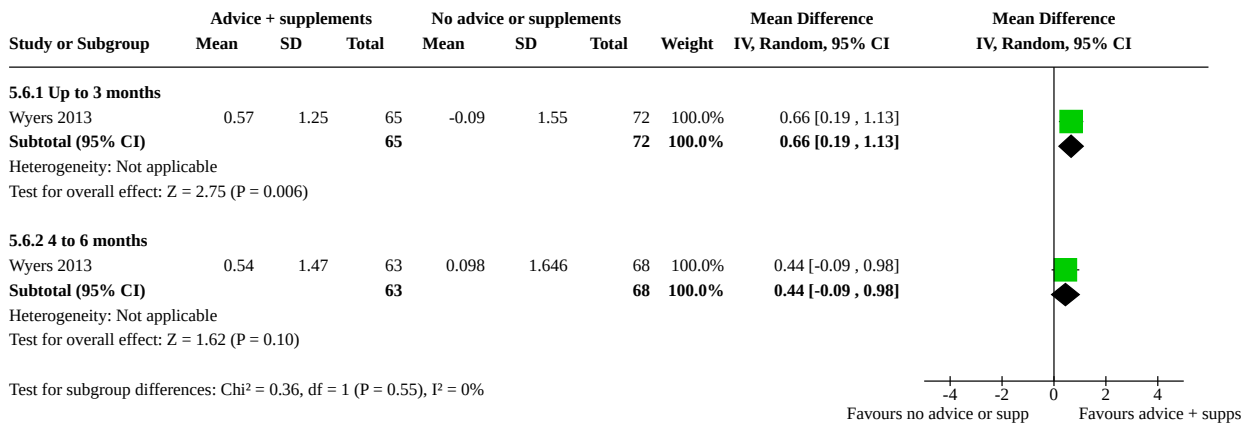 Advice + supplements No advice or supplements Mean Difference Mean Difference
Study or Subgroup Mean SD Total Mean SD Total Weight IV, Random, 95% CI IV, Random, 95% CI
5.6.1 Up to 3 months
Wyers 2013 0.57 1.25 65 -0.09 1.55 72 100.0% 0.66 [0.19 , 1.13]
Subtotal (95% CI) 65 72 100.0% 0.66 [0.19 , 1.13]
Heterogeneity: Not applicable
Test for overall effect: Z = 2.75 (P = 0.006)
5.6.2 4 to 6 months
Wyers 2013 0.54 1.47 63 0.098 1.646 68 100.0% 0.44 [-0.09 , 0.98]
Subtotal (95% CI) 63 68 100.0% 0.44 [-0.09 , 0.98]
Heterogeneity: Not applicable
Test for overall effect: Z = 1.62 (P = 0.10)
Test for subgroup differences: Chi² = 0.36, df = 1 (P = 0.55), I² = 0%
-4 -2 0 2 4
Favours no advice or supp Favours advice + supps